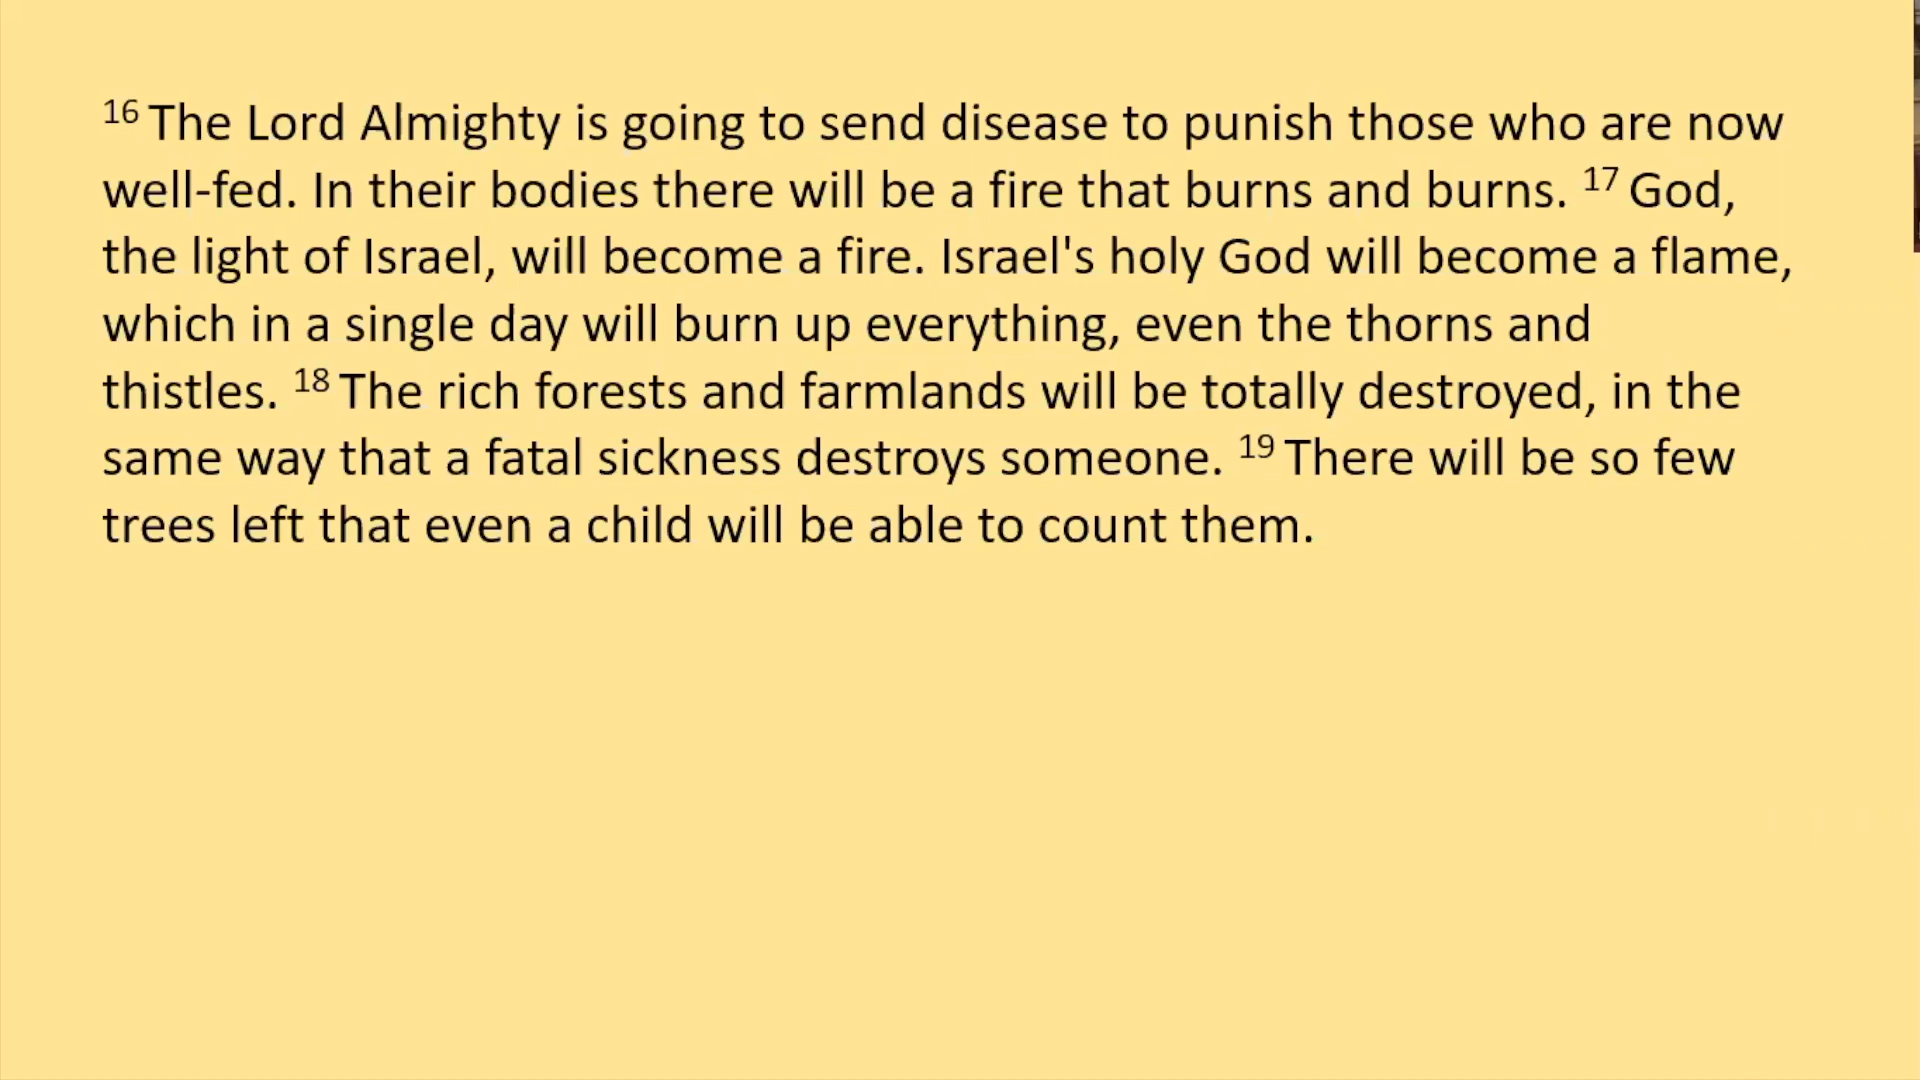 16 The Lord Almighty is going to send disease to punish those who are now
well-fed. In their bodies there will be a fire that burns and burns. 17 God,
the light of Israel, will become a fire. Israel's holy God will become a flame,
which in a single day will burn up everything, even the thorns and
thistles. 18 The rich forests and farmlands will be totally destroyed, in the
same way that a fatal sickness destroys someone. 19 There will be so few
trees left that even a child will be able to count them.